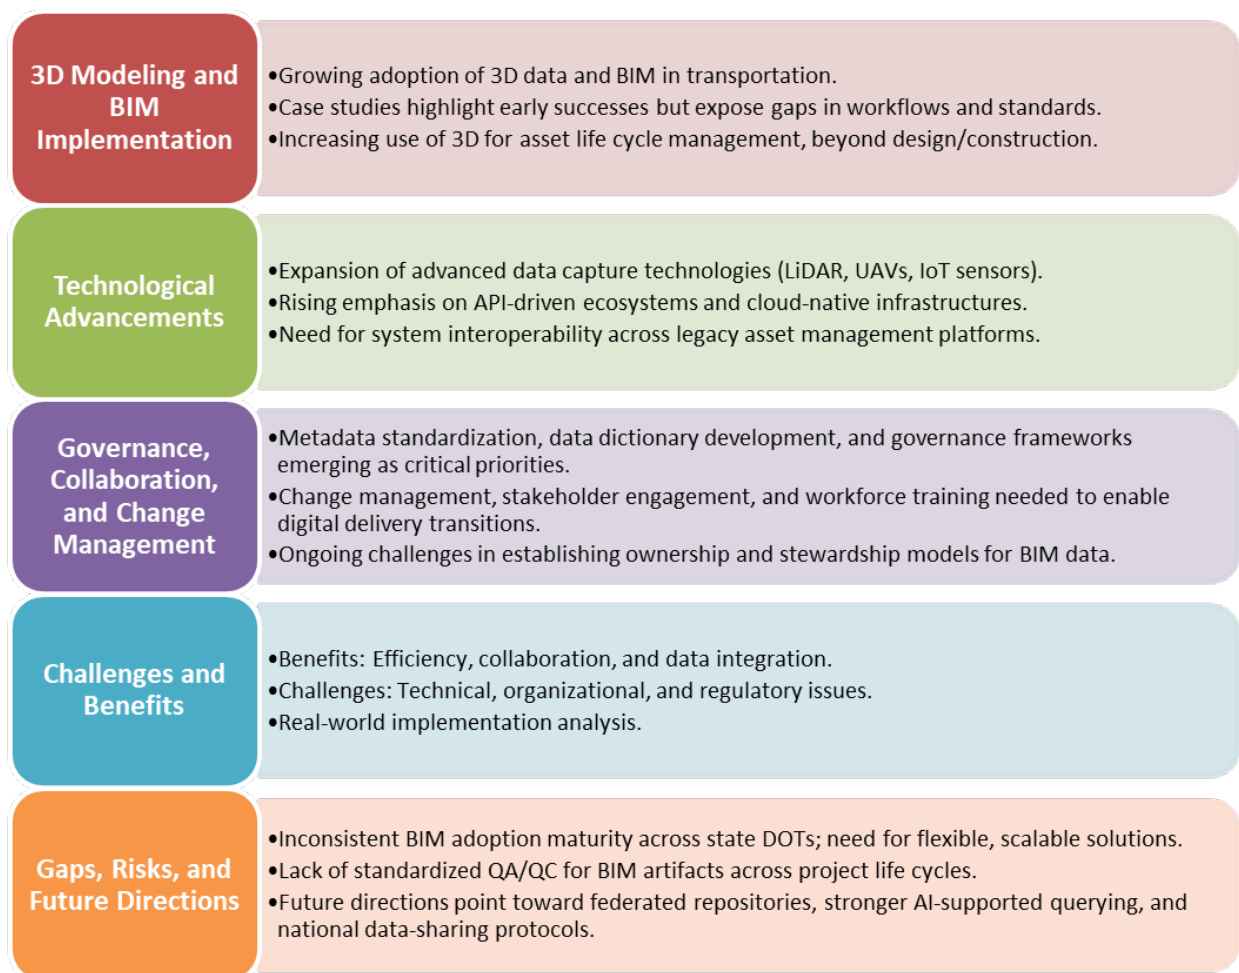 3D Modeling and
BIM
Implementation
•Growing adoption of 3D data and BIM in transportation.
•Case studies highlight early successes but expose gaps in workflows and standards.
•Increasing use of 3D for asset life cycle management, beyond design/construction.
Technological
Advancements
•Expansion of advanced data capture technologies (LiDAR, UAVs, IoT sensors).
•Rising emphasis on API-driven ecosystems and cloud-native infrastructures.
•Need for system interoperability across legacy asset management platforms.
Governance,
Collaboration,
and Change
Management
•Metadata standardization, data dictionary development, and governance frameworks
emerging as critical priorities.
•Change management, stakeholder engagement, and workforce training needed to enable
digital delivery transitions.
•Ongoing challenges in establishing ownership and stewardship models for BIM data.
Challenges and
Benefits
•Benefits: Efficiency, collaboration, and data integration.
•Challenges: Technical, organizational, and regulatory issues.
•Real-world implementation analysis.
Gaps, Risks, and
Future Directions
•Inconsistent BIM adoption maturity across state DOTs; need for flexible, scalable solutions.
•Lack of standardized QA/QC for BIM artifacts across project life cycles.
•Future directions point toward federated repositories, stronger AI-supported querying, and
national data-sharing protocols.